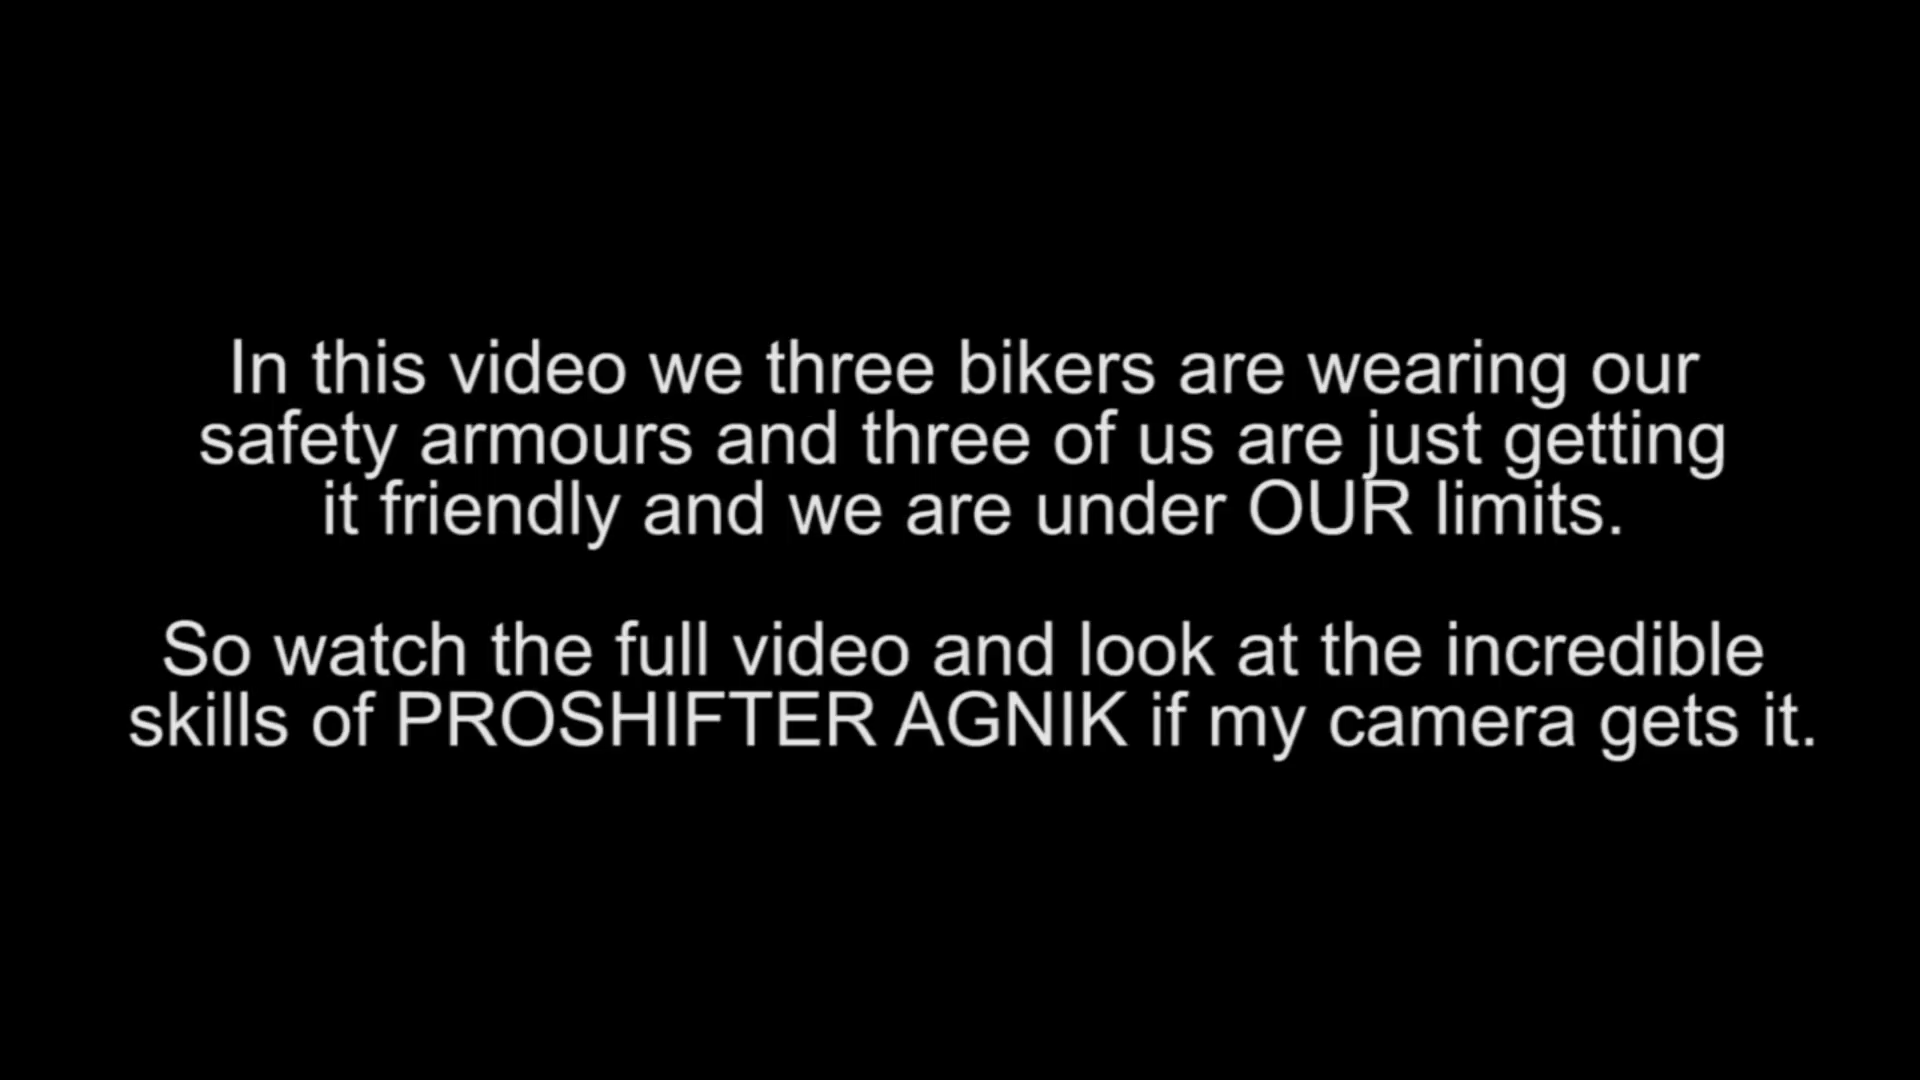 In this video we three bikers are wearing our
safety armours and three of us are just getting
it friendly and we are under OUR limits.
So watch the full video and look at the incredible
skills of PROSHIFTER AGNIK if my camera gets it.